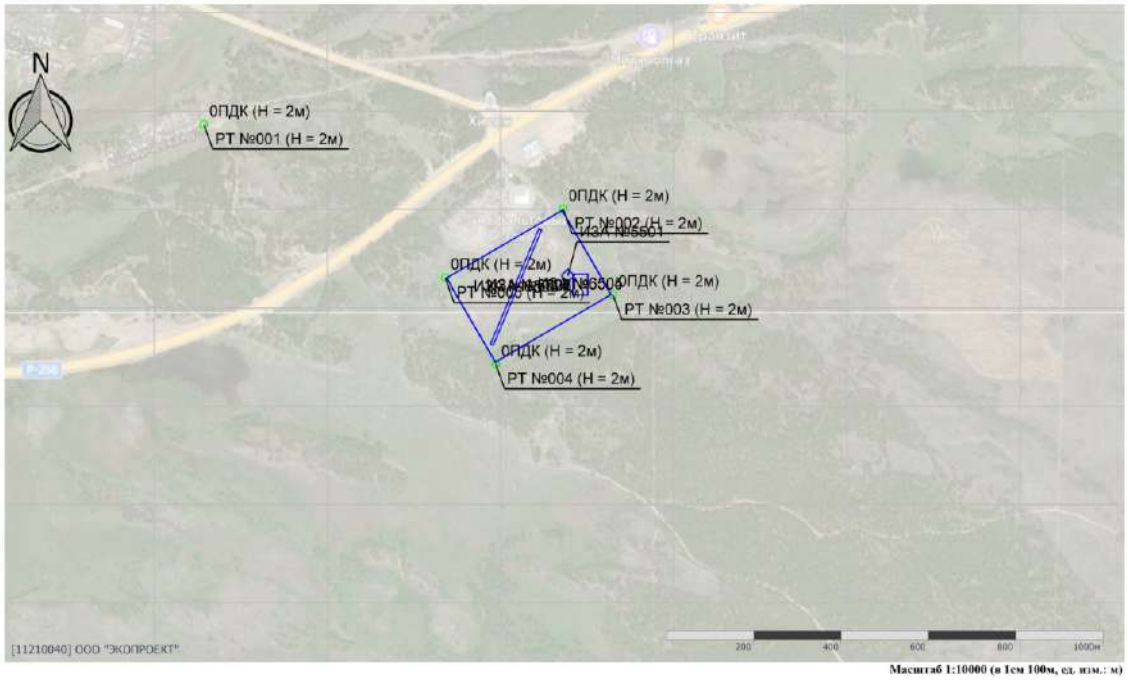 Транзит
N
0ПДК (Н = 2м)
РТ №001 (Н = 2м)
0ПДК (Н = 2м)
РТ №002 (Н = 2м)
ИЗА №5501
0ПДК (Н = 2м)
0ПДК (Н = 2м)
РТ №003 (Н = 2м)
0ПДК (Н = 2м)
РТ №004 (Н = 2м)
Р-258
[11210040] ООО "ЭКОПРОЕКТ"
200 400 600 800 1000м
Масштаб 1:10000 (в 1см 100м, ед. изм.: м)